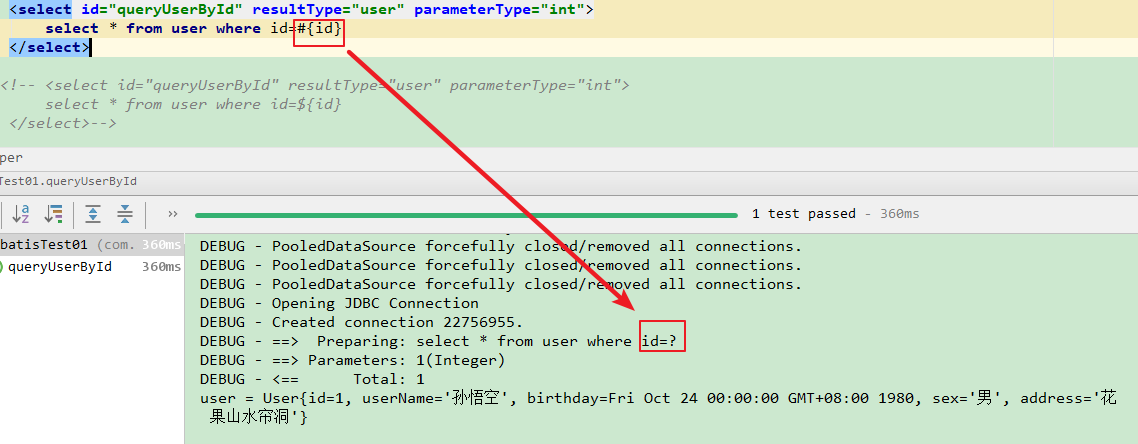 <select id="queryUserById" resultType="user" parameterType="int">
select * from user where id=#{id}
</select>
<!-- <select id="queryUserById" resultType="user" parameterType="int">
select * from user where id=${id}
</select>-->
per
Test01.queryUserById
1 test passed - 360ms
batisTest01 (com. 360ms
queryUserById 360ms
DEBUG - PooledDataSource forcefully closed/removed all connections.
DEBUG - PooledDataSource forcefully closed/removed all connections.
DEBUG - PooledDataSource forcefully closed/removed all connections.
DEBUG - Opening JDBC Connection
DEBUG - Created connection 22756955.
DEBUG - ==>  Preparing: select * from user where id=?
DEBUG - ==> Parameters: 1(Integer)
DEBUG - <==      Total: 1
user = User{id=1, userName='孙悟空', birthday=Fri Oct 24 00:00:00 GMT+08:00 1980, sex='男', address='花
果山水帘洞'}